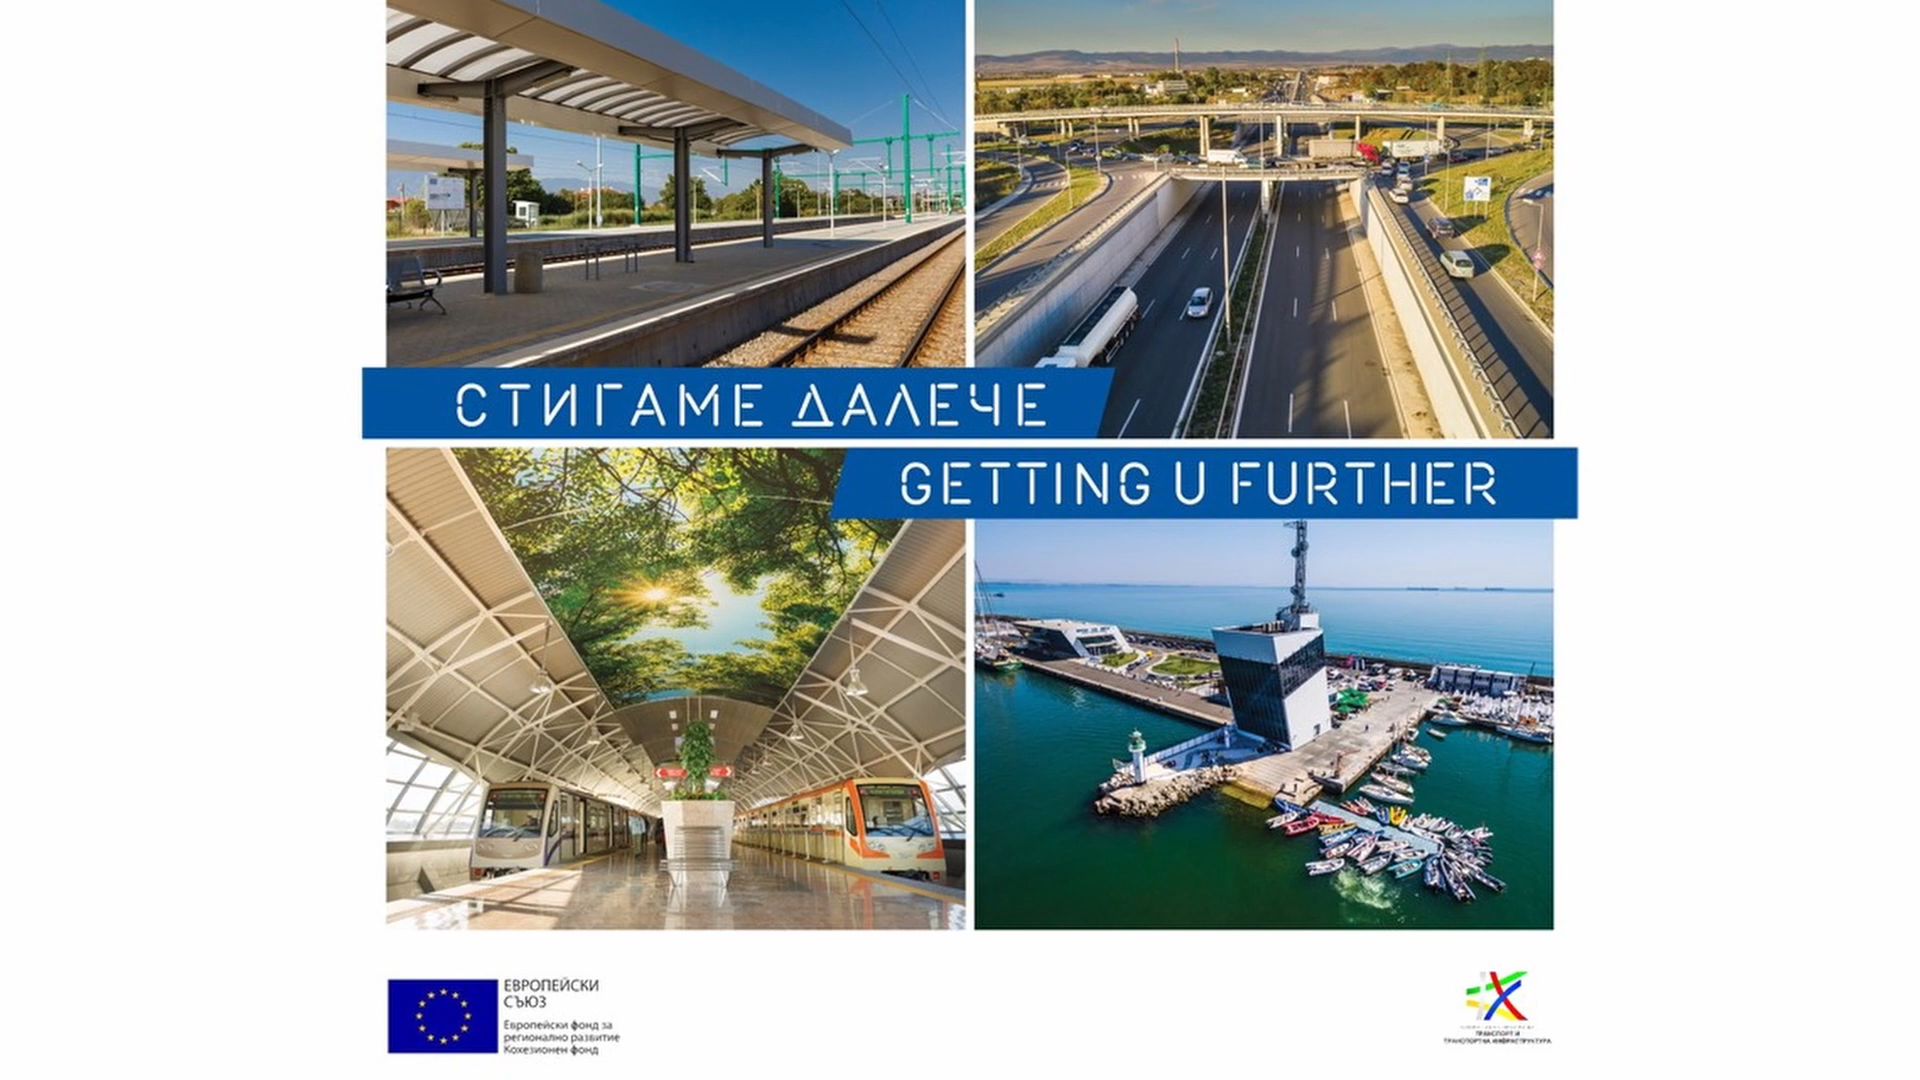 СТИГАМЕ ДАЛЕЧЕ
GETTING U FURTHER
ЕВРОПЕЙСКИ
СЪЮЗ
Европейски фонд за
регионално развитие
Кохезионен фонд
ТРАНСПОРТ И
ТРАНСПОРТНА ИНФРАСТРУКТУРА